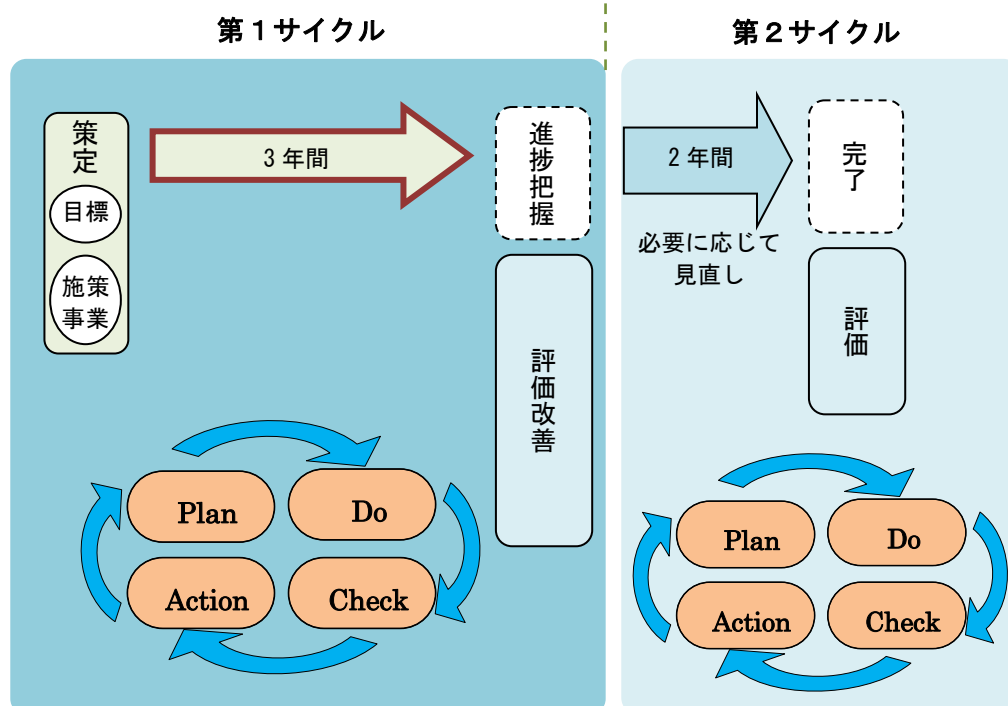 第１サイクル
策定
目標
施策
事業
3 年間
進捗把握
評価改善
Plan
Do
Action
Check
第２サイクル
2 年間
必要に応じて
見直し
完了
評価
Plan
Do
Action
Check